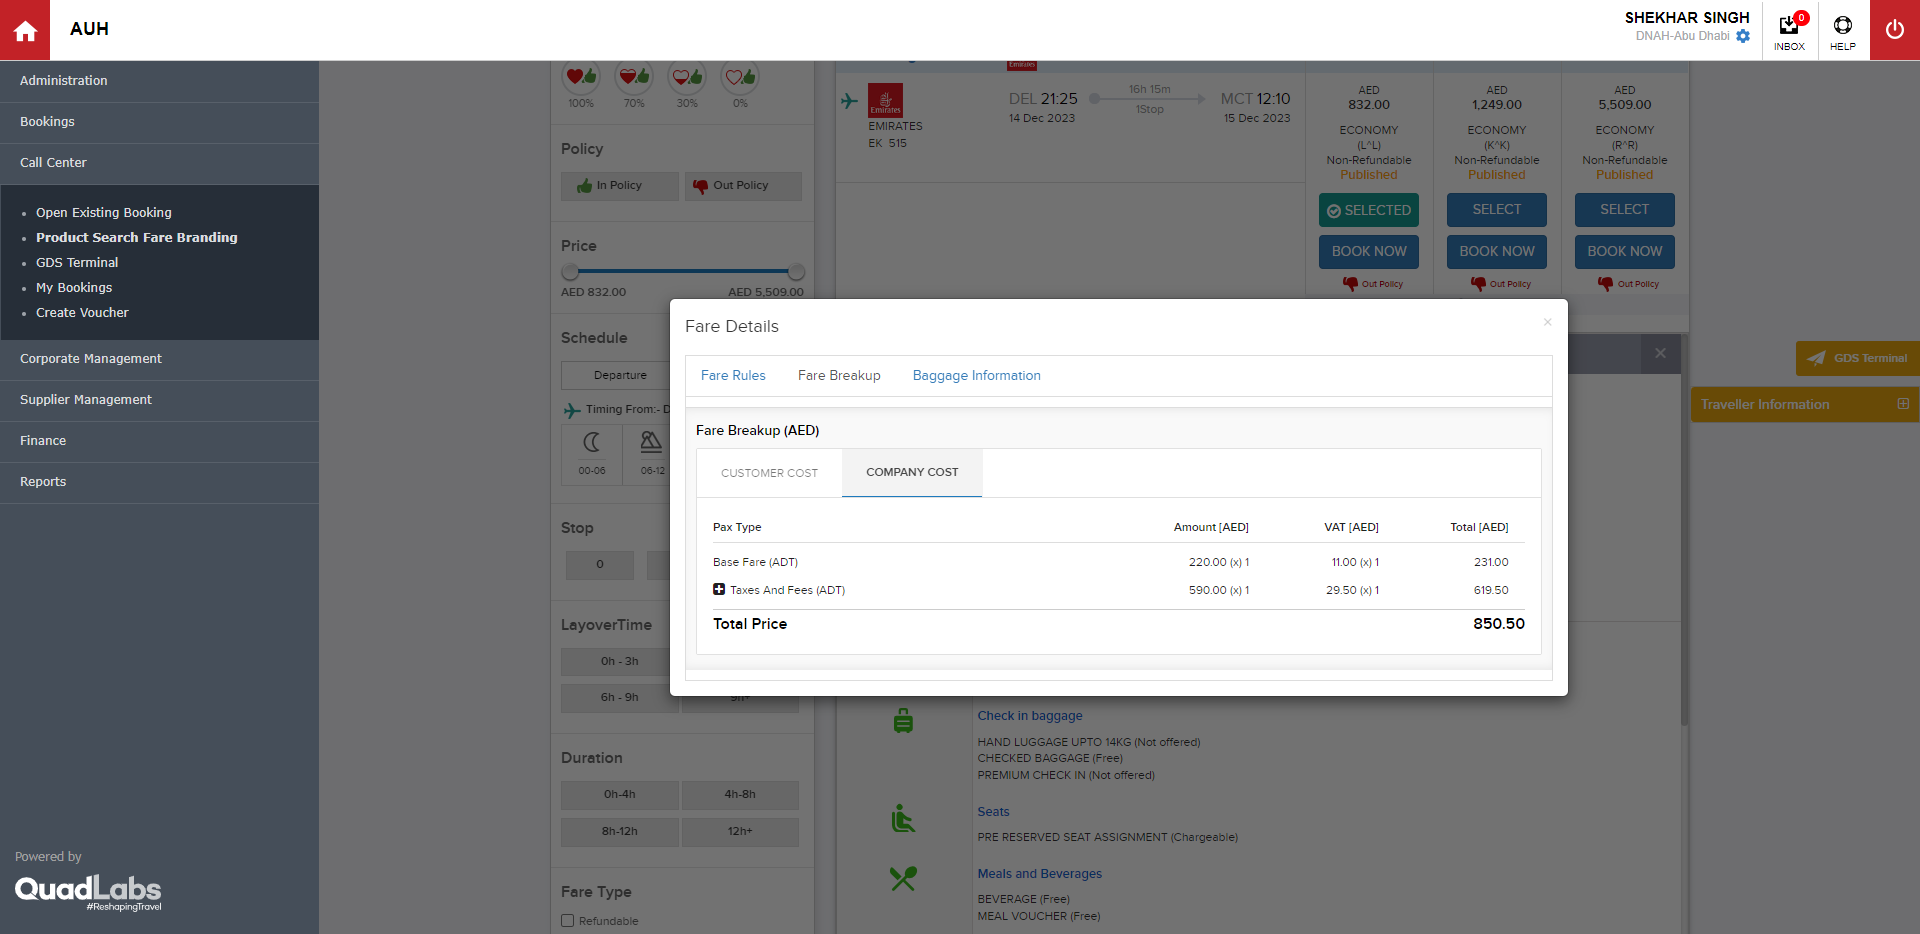 AUH
SHEKHAR SINGH
DNAH-Abu Dhabi
0
INBOX
HELP
Administration
Bookings
Call Center
Open Existing Booking
Product Search Fare Branding
GDS Terminal
My Bookings
Create Voucher
Corporate Management
Supplier Management
Finance
Reports
Powered by
QuadLabs
#ReshapingTravel
100%
70%
30%
0%
Policy
In Policy
Out Policy
Price
AED 832.00
AED 5,509.00
Schedule
Departure
Timing From:- D
00-06
06-12
Stop
0
LayoverTime
0h - 3h
6h - 9h
9h+
Duration
0h-4h
4h-8h
8h-12h
12h+
Fare Type
Refundable
Emirates
EMIRATES
EK 515
DEL 21:25
14 Dec 2023
16h 15m
1Stop
MCT 12:10
15 Dec 2023
AED
832.00
ECONOMY
(L^L)
Non-Refundable
Published
SELECTED
BOOK NOW
Out Policy
AED
1,249.00
ECONOMY
(K^K)
Non-Refundable
Published
SELECT
BOOK NOW
Out Policy
AED
5,509.00
ECONOMY
(R^R)
Non-Refundable
Published
SELECT
BOOK NOW
Out Policy
Fare Details
×
Fare Rules
Fare Breakup
Baggage Information
Fare Breakup (AED)
CUSTOMER COST
COMPANY COST
Pax Type Amount [AED] VAT [AED] Total [AED]
Base Fare (ADT) 220.00 (x) 1 11.00 (x) 1 231.00
Taxes And Fees (ADT) 590.00 (x) 1 29.50 (x) 1 619.50
Total Price 850.50
GDS Terminal
Traveller Information
Check in baggage
HAND LUGGAGE UPTO 14KG (Not offered)
CHECKED BAGGAGE (Free)
PREMIUM CHECK IN (Not offered)
Seats
PRE RESERVED SEAT ASSIGNMENT (Chargeable)
Meals and Beverages
BEVERAGE (Free)
MEAL VOUCHER (Free)